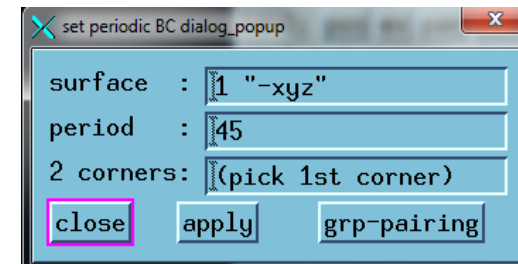 set periodic BC dialog_popup
surface : 1 "-xyz"
period : 45
2 corners: (pick 1st corner)
close apply grp-pairing